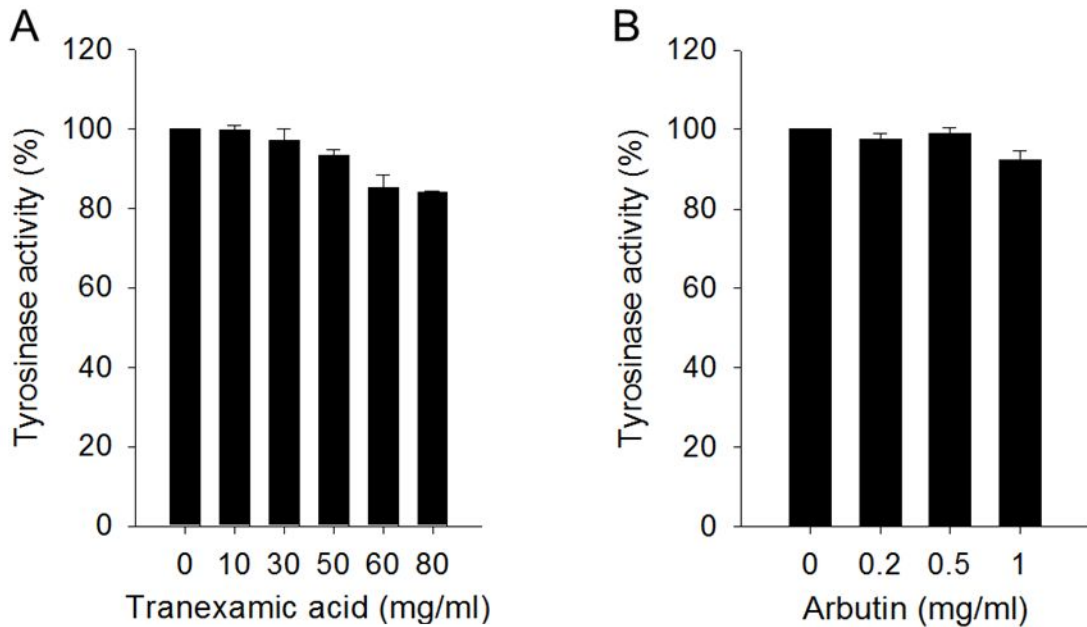 A
Tyrosinase activity (%)
120
100
80
60
40
20
0
0 10 30 50 60 80
Tranexamic acid (mg/ml)
B
Tyrosinase activity (%)
120
100
80
60
40
20
0
0 0.2 0.5 1
Arbutin (mg/ml)